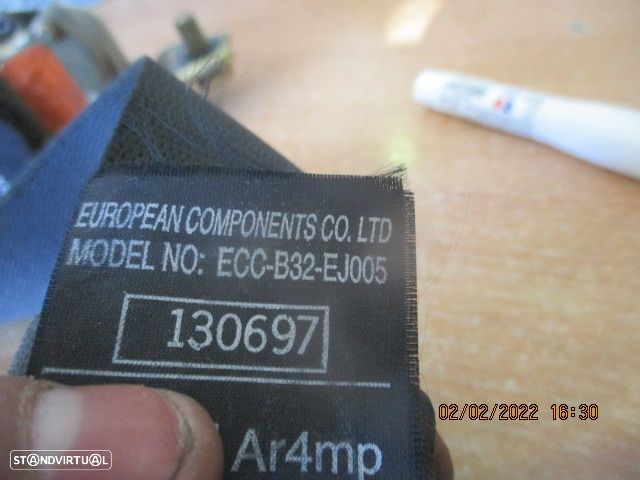 EUROPEAN COMPONENTS CO. LTD
MODEL NO: ECC-B32-EJ005
130697
Ar4mp
02/02/2022 16:30
STANDVIRTUAL